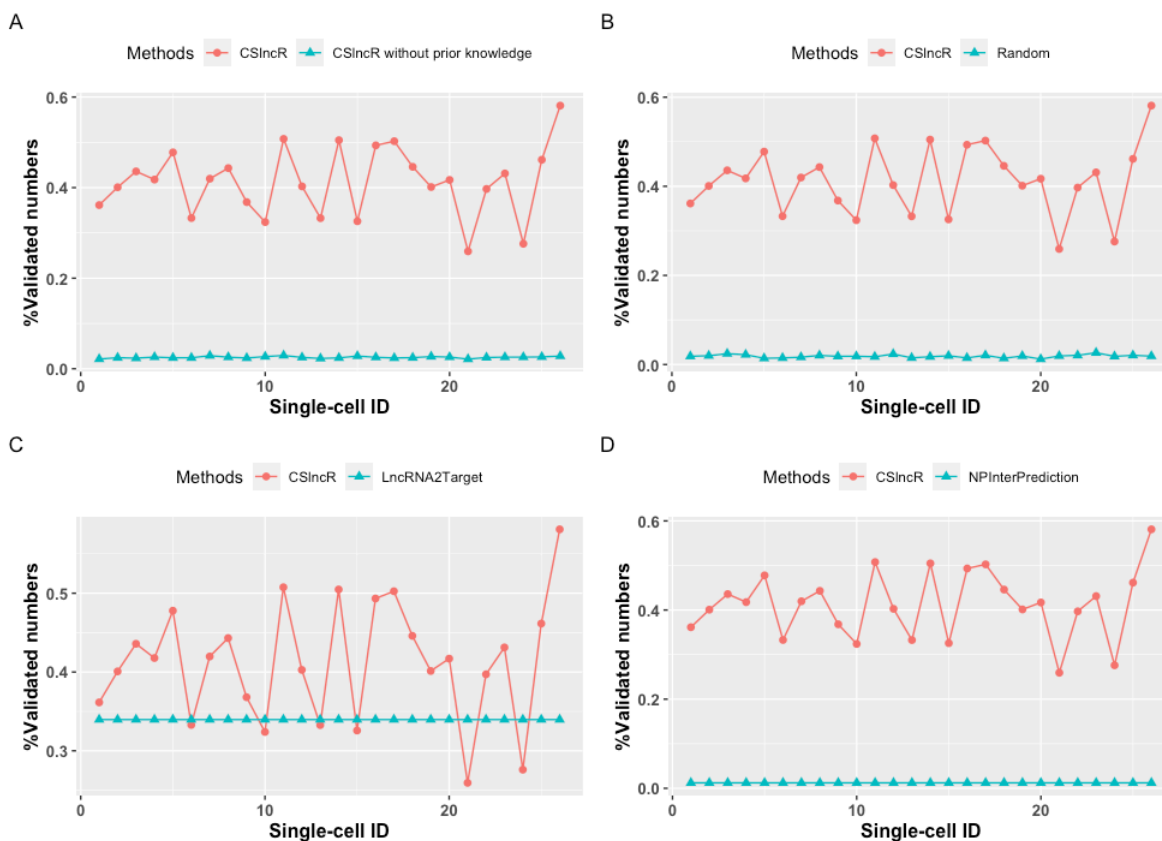 A
Methods CSlncR CSlncR without prior knowledge
%Validated numbers
0.6
0.4
0.2
0.0
0 10 20
Single-cell ID
B
Methods CSlncR Random
%Validated numbers
0.6
0.4
0.2
0.0
0 10 20
Single-cell ID
C
Methods CSlncR LncRNA2Target
%Validated numbers
0.5
0.4
0.3
0 10 20
Single-cell ID
D
Methods CSlncR NPInterPrediction
%Validated numbers
0.6
0.4
0.2
0.0
0 10 20
Single-cell ID